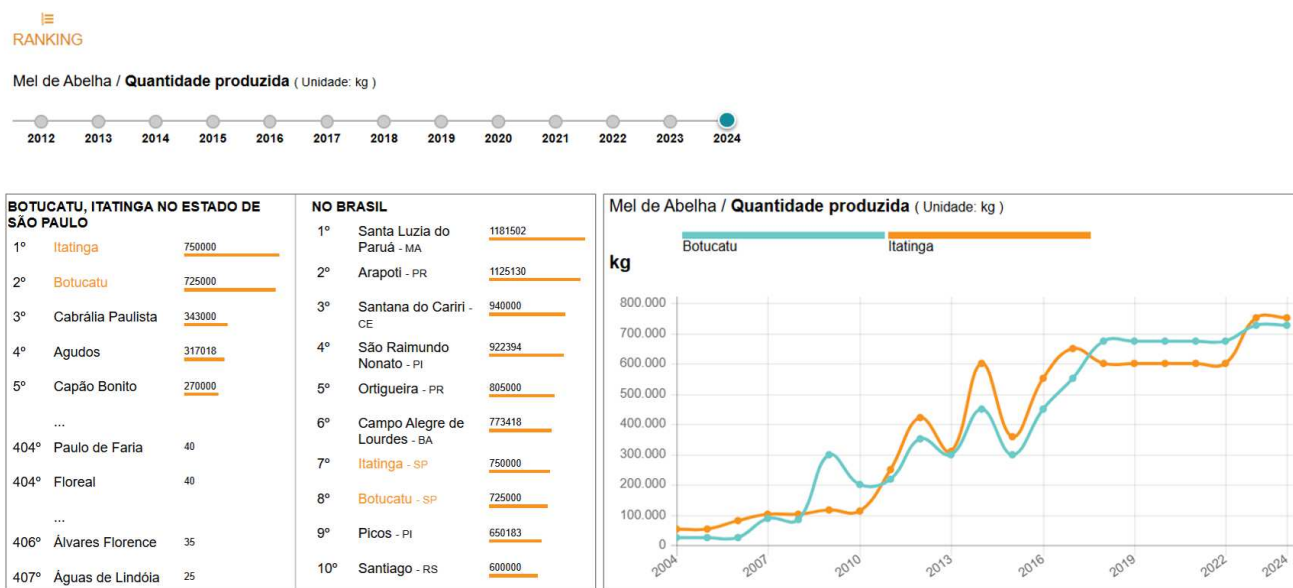 RANKING
Mel de Abelha / Quantidade produzida ( Unidade: kg )
2012 2013 2014 2015 2016 2017 2018 2019 2020 2021 2022 2023 2024
BOTUCATU, ITATINGA NO ESTADO DE
SÃO PAULO
1º Itatinga 750000
2º Botucatu 725000
3º Cabrália Paulista 343000
4º Agudos 317018
5º Capão Bonito 270000
...
404º Paulo de Faria 40
404º Floreal 40
...
406º Álvares Florence 35
407º Águas de Lindóia 25
NO BRASIL
1º Santa Luzia do 1181502
Paruá - MA
2º Arapoti - PR 1125130
3º Santana do Cariri - 940000
CE
4º São Raimundo 922394
Nonato - PI
5º Ortigueira - PR 805000
6º Campo Alegre de 773418
Lourdes - BA
7º Itatinga - SP 750000
8º Botucatu - SP 725000
9º Picos - PI 650183
10º Santiago - RS 600000
Mel de Abelha / Quantidade produzida ( Unidade: kg )
Botucatu Itatinga
kg
800.000
700.000
600.000
500.000
400.000
300.000
200.000
100.000
0
2004 2007 2010 2013 2016 2019 2022 2024